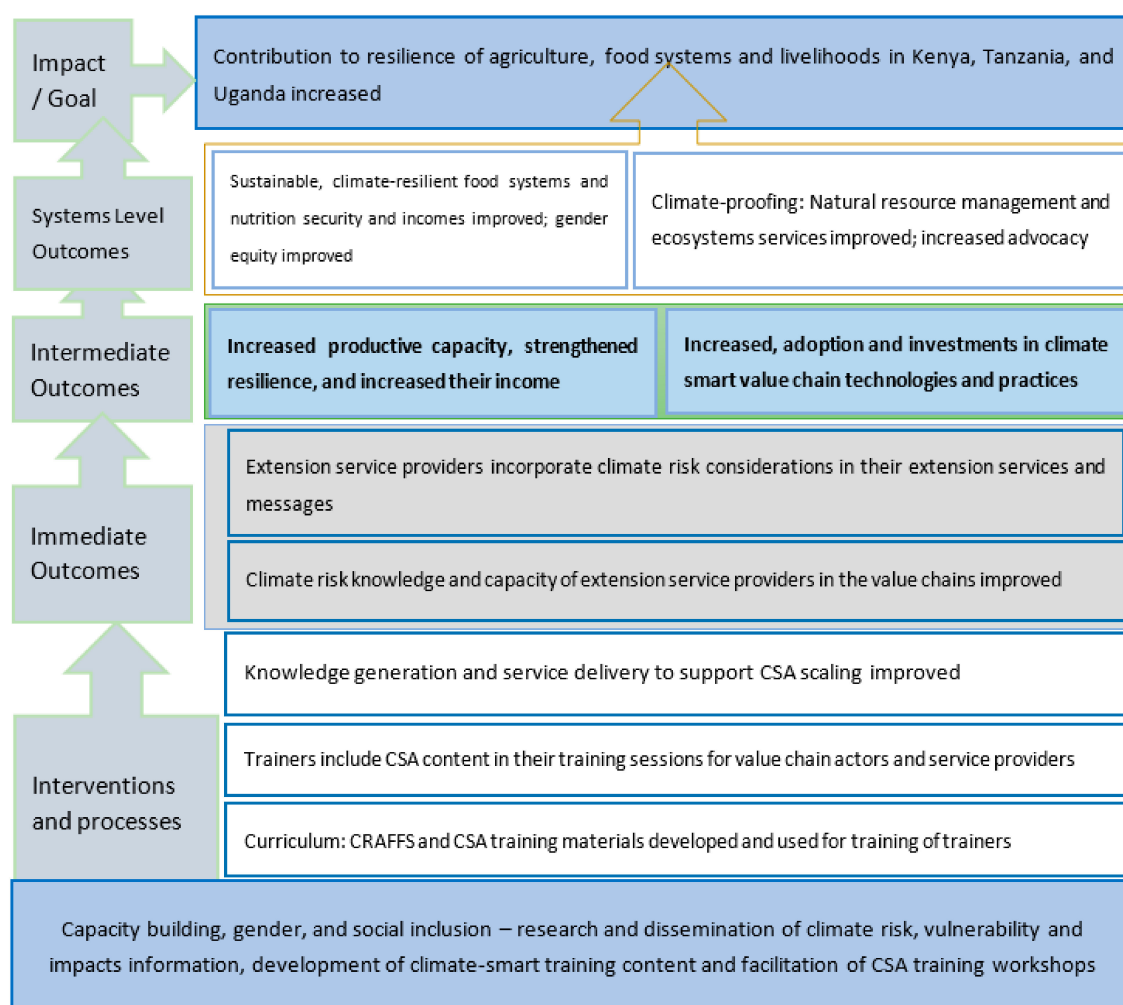 Impact
/ Goal
Contribution to resilience of agriculture, food systems and livelihoods in Kenya, Tanzania, and
Uganda increased
Systems Level
Outcomes
Sustainable, climate-resilient food systems and
nutrition security and incomes improved; gender
equity improved
Climate-proofing: Natural resource management and
ecosystems services improved; increased advocacy
Intermediate
Outcomes
Increased productive capacity, strengthened
resilience, and increased their income
Increased, adoption and investments in climate
smart value chain technologies and practices
Immediate
Outcomes
Extension service providers incorporate climate risk considerations in their extension services and
messages
Climate risk knowledge and capacity of extension service providers in the value chains improved
Interventions
and processes
Knowledge generation and service delivery to support CSA scaling improved
Trainers include CSA content in their training sessions for value chain actors and service providers
Curriculum: CRAFFS and CSA training materials developed and used for training of trainers
Capacity building, gender, and social inclusion – research and dissemination of climate risk, vulnerability and
impacts information, development of climate-smart training content and facilitation of CSA training workshops